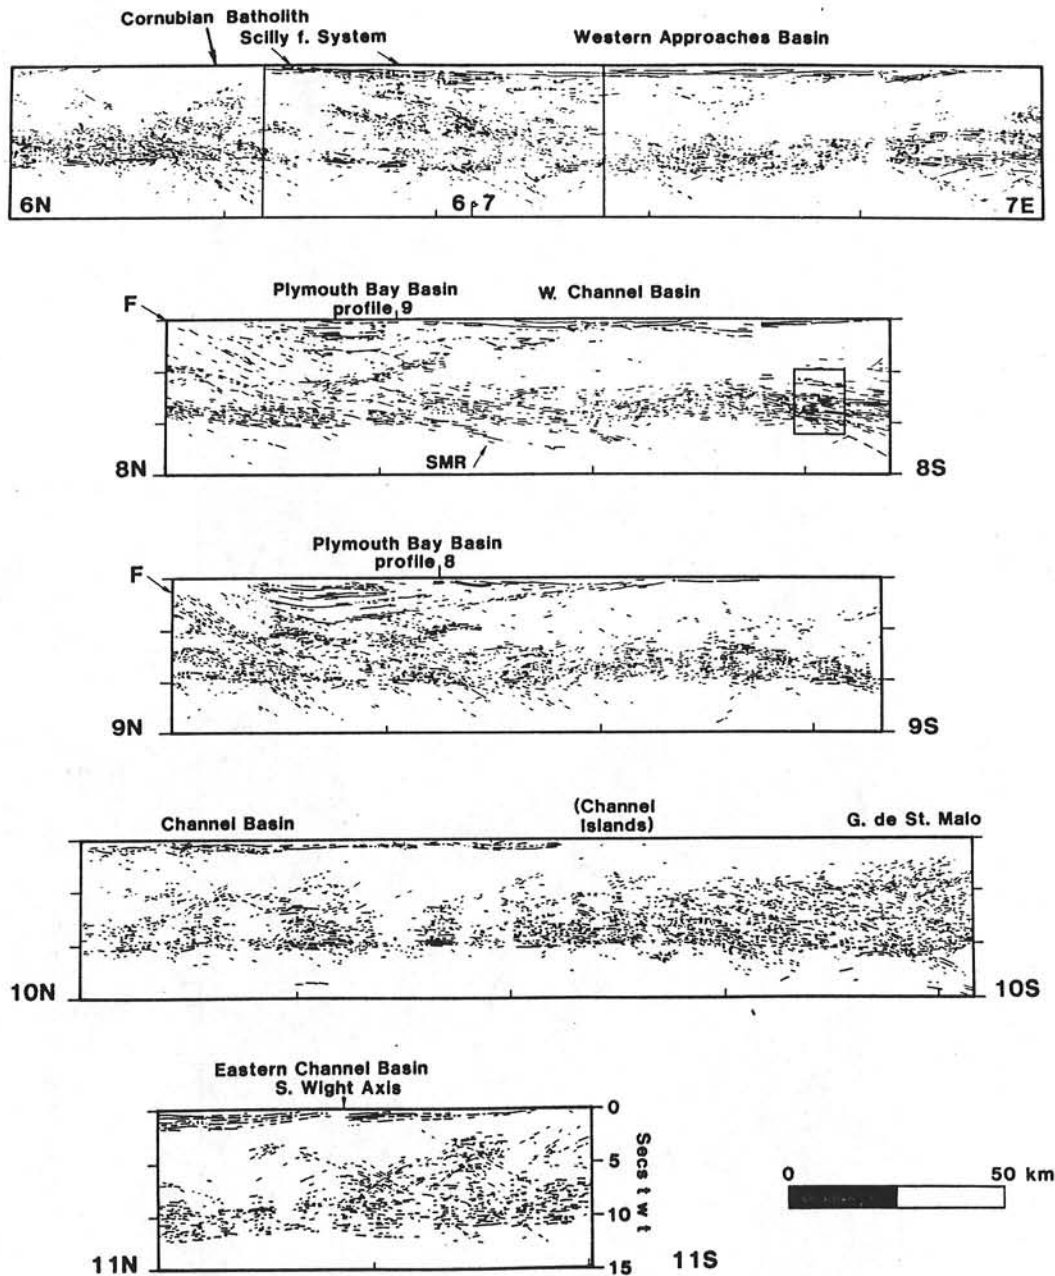 Cornubian Batholith
Scilly f. System
Western Approaches Basin
6N
6 7
7E
Plymouth Bay Basin
profile 9
W. Channel Basin
F
SMR
8N
8S
Plymouth Bay Basin
profile 8
F
9N
9S
Channel Basin
(Channel
Islands)
G. de St. Malo
10N
10S
Eastern Channel Basin
S. Wight Axis
0
5
10
15
Secs t w t
11N
11S
0
50 km